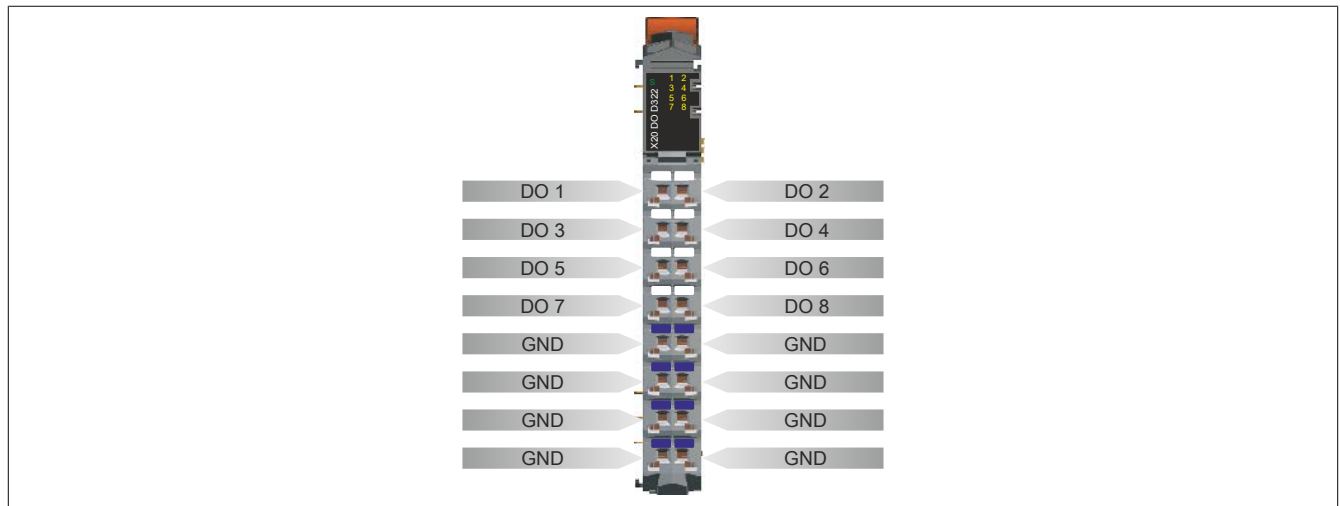 X20 DO D322
S
1 2
3 4
5 6
7 8
DO 1 DO 2
DO 3 DO 4
DO 5 DO 6
DO 7 DO 8
GND GND
GND GND
GND GND
GND GND